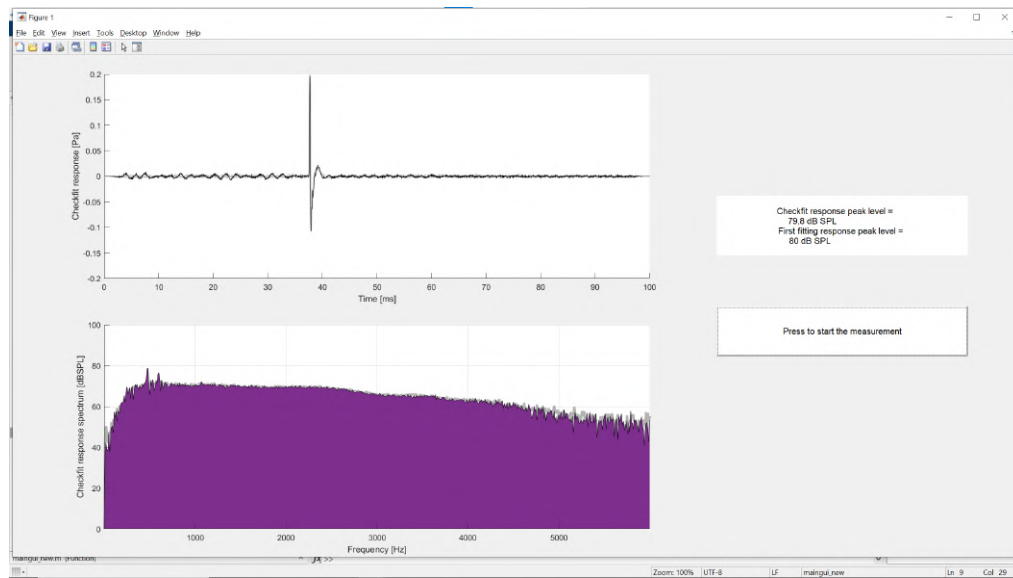 Figure 1
File Edit View Insert Tools Desktop Window Help
0.2
0.15
0.1
0.05
0
-0.05
-0.1
-0.15
-0.2
Checkfit response [Pa]
0 10 20 30 40 50 60 70 80 90 100
Time [ms]
Checkfit response peak level =
79.8 dB SPL
First fitting response peak level =
80 dB SPL
Press to start the measurement
100
80
60
40
20
0
Checkfit response spectrum [dBSPL]
1000 2000 3000 4000 5000
Frequency [Hz]
maingui_new.m (Function)
fx >>
Zoom: 100% UTF-8 LF maingui_new Ln 9 Col 29